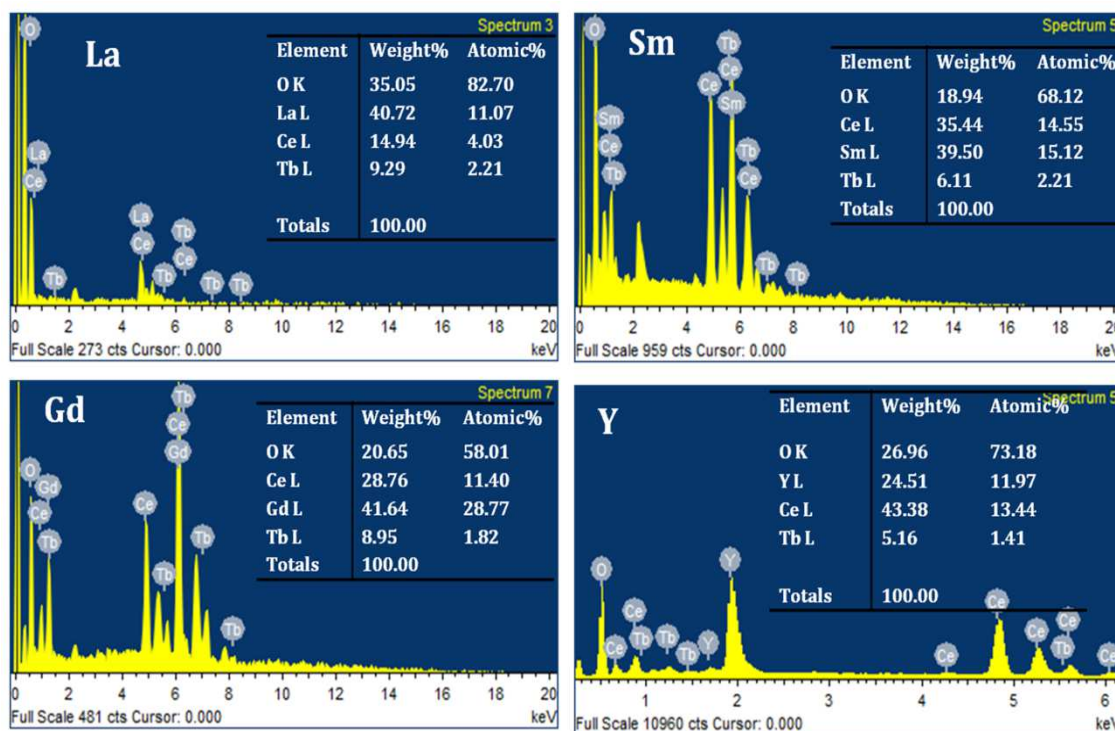 Spectrum 3
La
Element Weight% Atomic%
O K 35.05 82.70
La L 40.72 11.07
Ce L 14.94 4.03
Tb L 9.29 2.21
Totals 100.00
O
La
Ce
Tb
La
Ce
Tb
Tb
Ce
Tb
Tb
0 2 4 6 8 10 12 14 16 18 20
Full Scale 273 cts Cursor: 0.000 keV
Spectrum 5
Sm
Element Weight% Atomic%
O K 18.94 68.12
Ce L 35.44 14.55
Sm L 39.50 15.12
Tb L 6.11 2.21
Totals 100.00
O
Sm
Ce
Tb
Ce
Tb
Ce
Sm
Tb
Ce
Tb
Tb
0 2 4 6 8 10 12 14 16 18 20
Full Scale 959 cts Cursor: 0.000 keV
Spectrum 7
Gd
Element Weight% Atomic%
O K 20.65 58.01
Ce L 28.76 11.40
Gd L 41.64 28.77
Tb L 8.95 1.82
Totals 100.00
O
Gd
Ce
Tb
Ce
Tb
Tb
Ce
Gd
Tb
Tb
0 2 4 6 8 10 12 14 16 18 20
Full Scale 481 cts Cursor: 0.000 keV
Spectrum 5
Y
Element Weight% Atomic%
O K 26.96 73.18
Y L 24.51 11.97
Ce L 43.38 13.44
Tb L 5.16 1.41
Totals 100.00
O
Ce
Ce
Tb
Tb
Tb
Y
Y
Ce
Ce
Ce
Ce
Tb
Ce
1 2 3 4 5 6
Full Scale 10960 cts Cursor: 0.000 keV